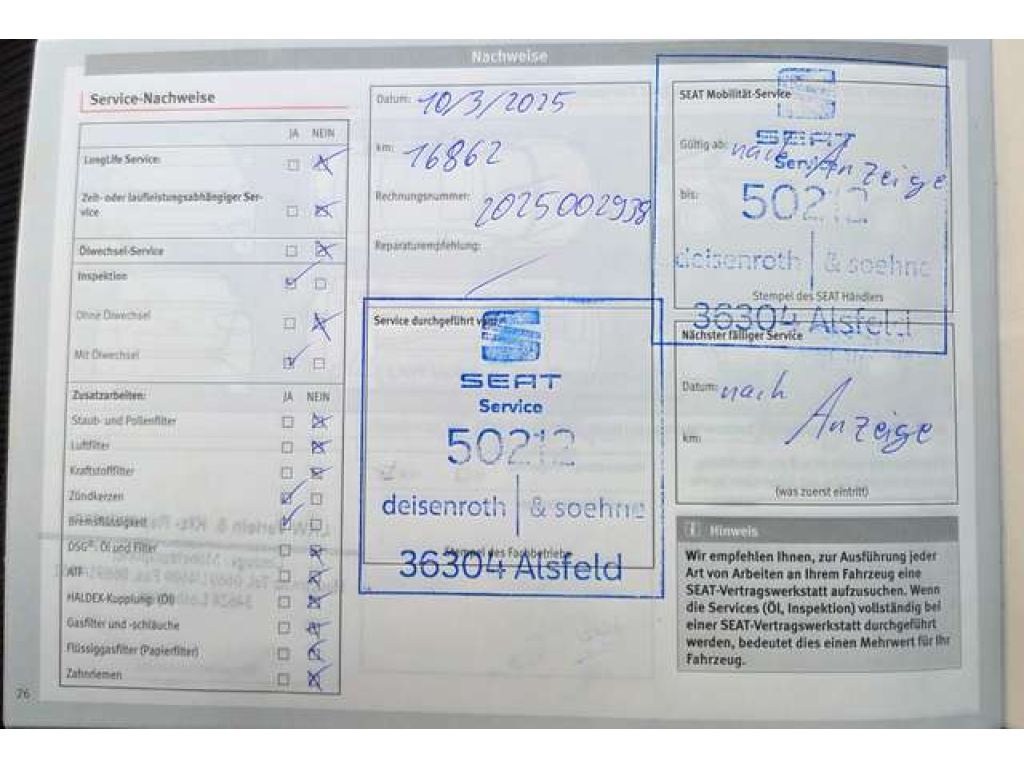 Nachweise
Service-Nachweise
JA NEIN
LongLife Service:
Zeit- oder laufleistungsabhängiger Ser-
vice
Ölwechsel-Service
Inspektion
Ohne Ölwechsel
Mit Ölwechsel
Zusatzarbeiten: JA NEIN
Staub- und Pollenfilter
Luftfilter
Kraftstofffilter
Zündkerzen
Bremsflüssigkeit
DSG®: Öl und Filter
ATF
HALDEX-Kupplung: (Öl)
Gasfilter und -schläuche
Flüssiggasfilter (Papierfilter)
Zahnriemen
26
Datum: 10/3/2025
km: 16862
Rechnungsnummer: 2025002938
Reparaturempfehlung:
Service durchgeführt von:
SEAT
Service
50212
deisenroth & soehne
Stempel des Fachbetriebs
36304 Alsfeld
SEAT Mobilität-Service
SEAT
Gültig ab: nach Anzeige
Service
bis:
50212
deisenroth & soehne
Stempel des SEAT Händlers
36304 Alsfeld
Nächster fälliger Service
Datum: nach Anzeige
km:
(was zuerst eintritt)
Hinweis
Wir empfehlen Ihnen, zur Ausführung jeder
Art von Arbeiten an Ihrem Fahrzeug eine
SEAT-Vertragswerkstatt aufzusuchen. Wenn
die Services (Öl, Inspektion) vollständig bei
einer SEAT-Vertragswerkstatt durchgeführt
werden, bedeutet dies einen Mehrwert für Ihr
Fahrzeug.